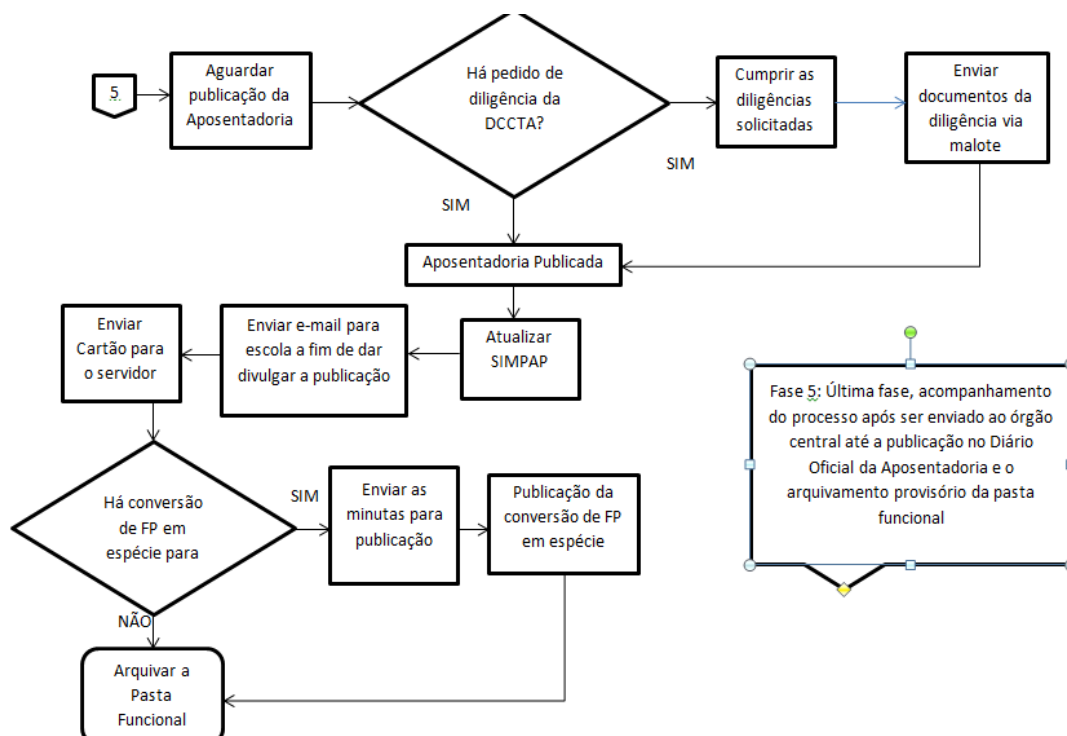 5
Aguardar
publicação da
Aposentadoria
Há pedido de
diligência da
DCCTA?
Cumprir as
diligências
solicitadas
Enviar
documentos da
diligência via
malote
SIM
SIM
Aposentadoria Publicada
Enviar
Cartão para
o servidor
Enviar e-mail para
escola a fim de dar
divulgar a publicação
Atualizar
SIMPAP
Fase 5: Última fase, acompanhamento
do processo após ser enviado ao órgão
central até a publicação no Diário
Oficial da Aposentadoria e o
arquivamento provisório da pasta
funcional
Há conversão
de FP em
espécie para
SIM
Enviar as
minutas para
publicação
Publicação da
conversão de FP
em espécie
NÃO
Arquivar a
Pasta
Funcional